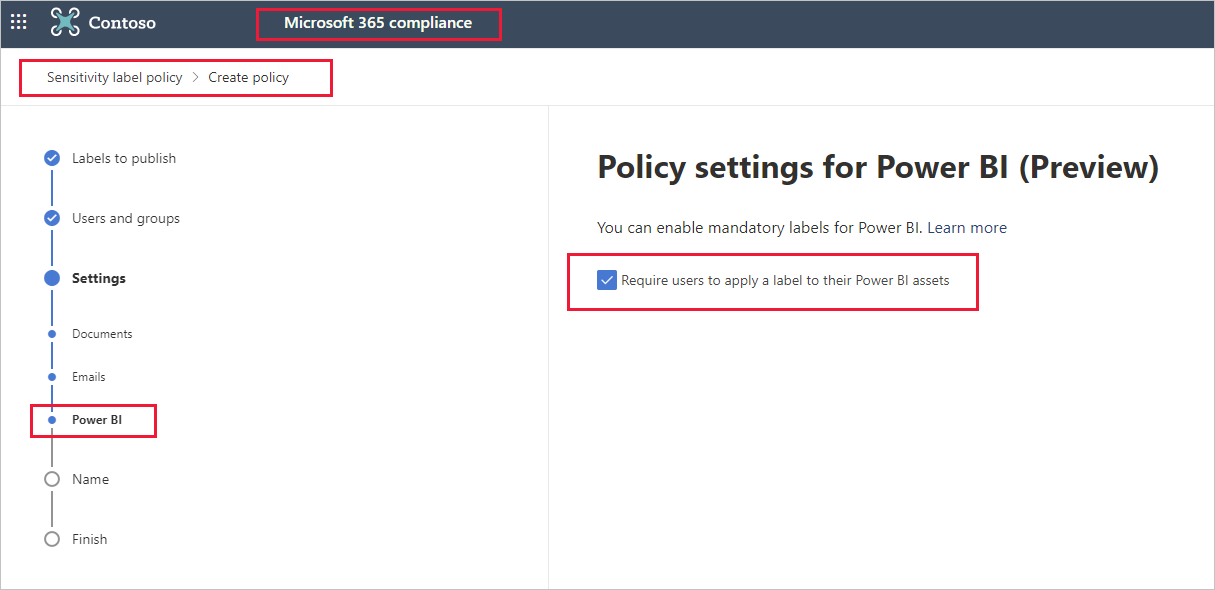 Contoso
Microsoft 365 compliance
Sensitivity label policy > Create policy
Labels to publish
Users and groups
Settings
Documents
Emails
Power BI
Name
Finish
Policy settings for Power BI (Preview)
You can enable mandatory labels for Power BI. Learn more
Require users to apply a label to their Power BI assets